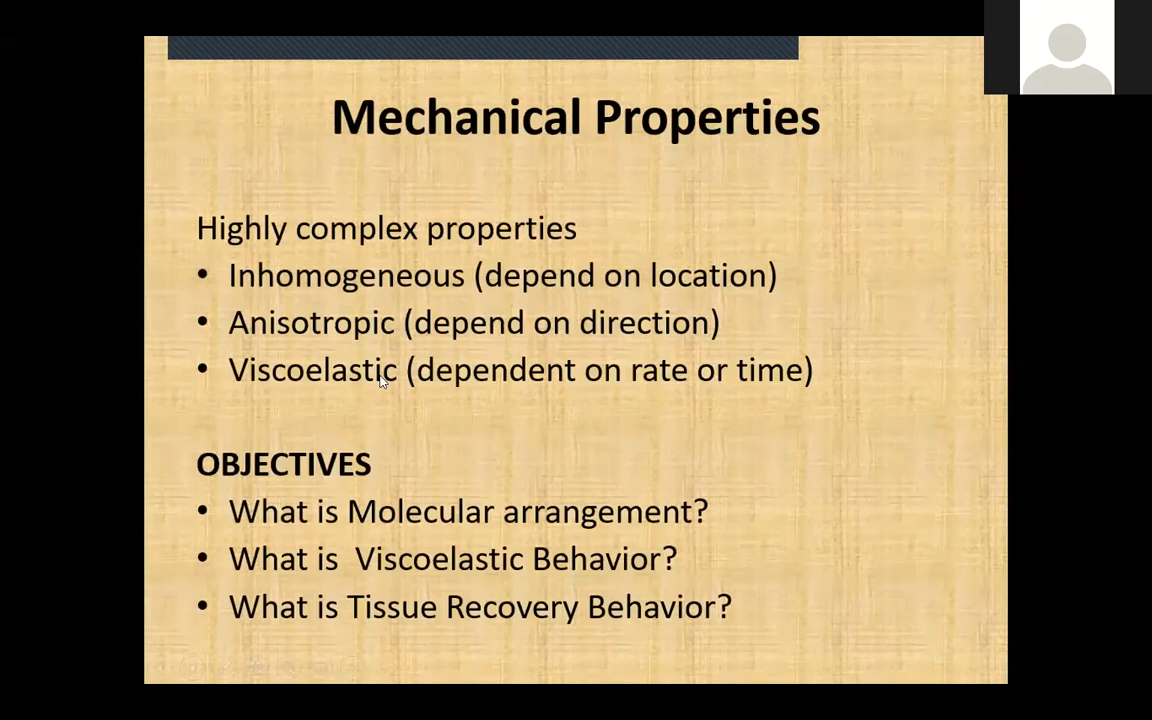 Mechanical Properties
Highly complex properties
• Inhomogeneous (depend on location)
• Anisotropic (depend on direction)
• Viscoelastic (dependent on rate or time)
OBJECTIVES
• What is Molecular arrangement?
• What is  Viscoelastic Behavior?
• What is Tissue Recovery Behavior?